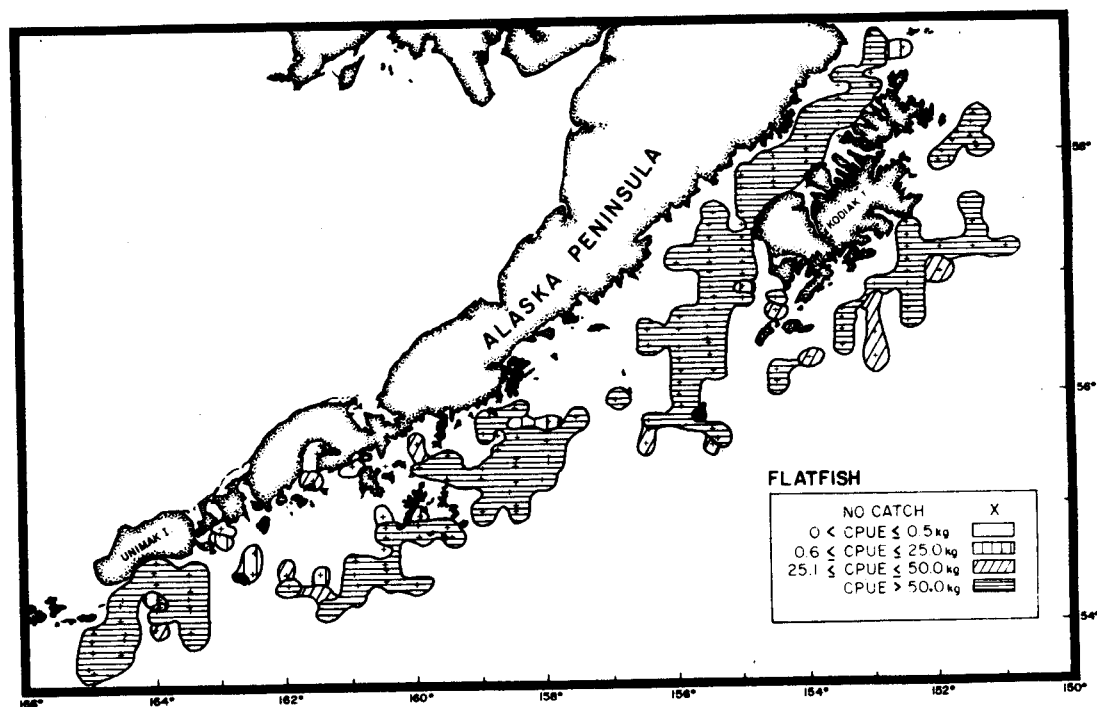 ALASKA PENINSULA
KODIAK I.
UNIMAK I.
58°
56°
54°
FLATFISH
NO CATCH X
0 < CPUE ≤ 0.5 kg
0.6 ≤ CPUE ≤ 25.0 kg
25.1 ≤ CPUE ≤ 50.0 kg
CPUE > 50.0 kg
166° 164° 162° 160° 158° 156° 154° 152° 150°